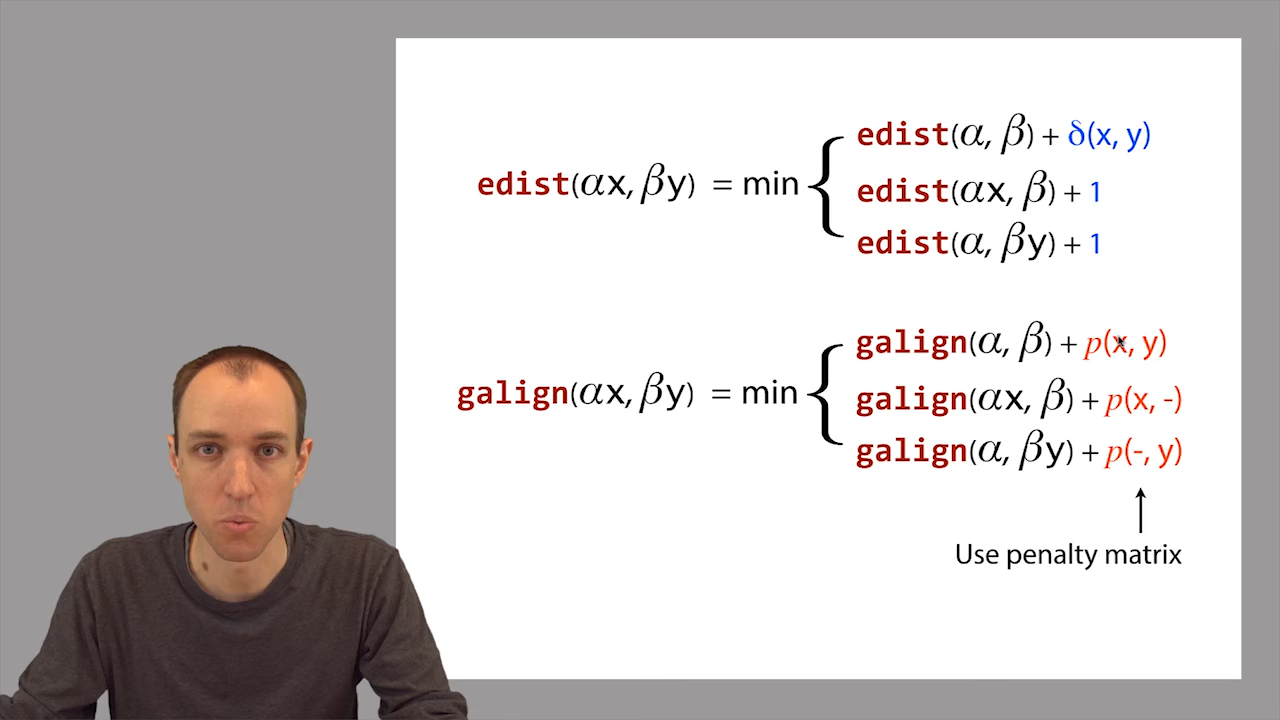 edist(αx, βy) = min { edist(α, β) + δ(x, y)
edist(αx, β) + 1
edist(α, βy) + 1
galign(αx, βy) = min { galign(α, β) + p(x, y)
galign(αx, β) + p(x, -)
galign(α, βy) + p(-, y)
Use penalty matrix